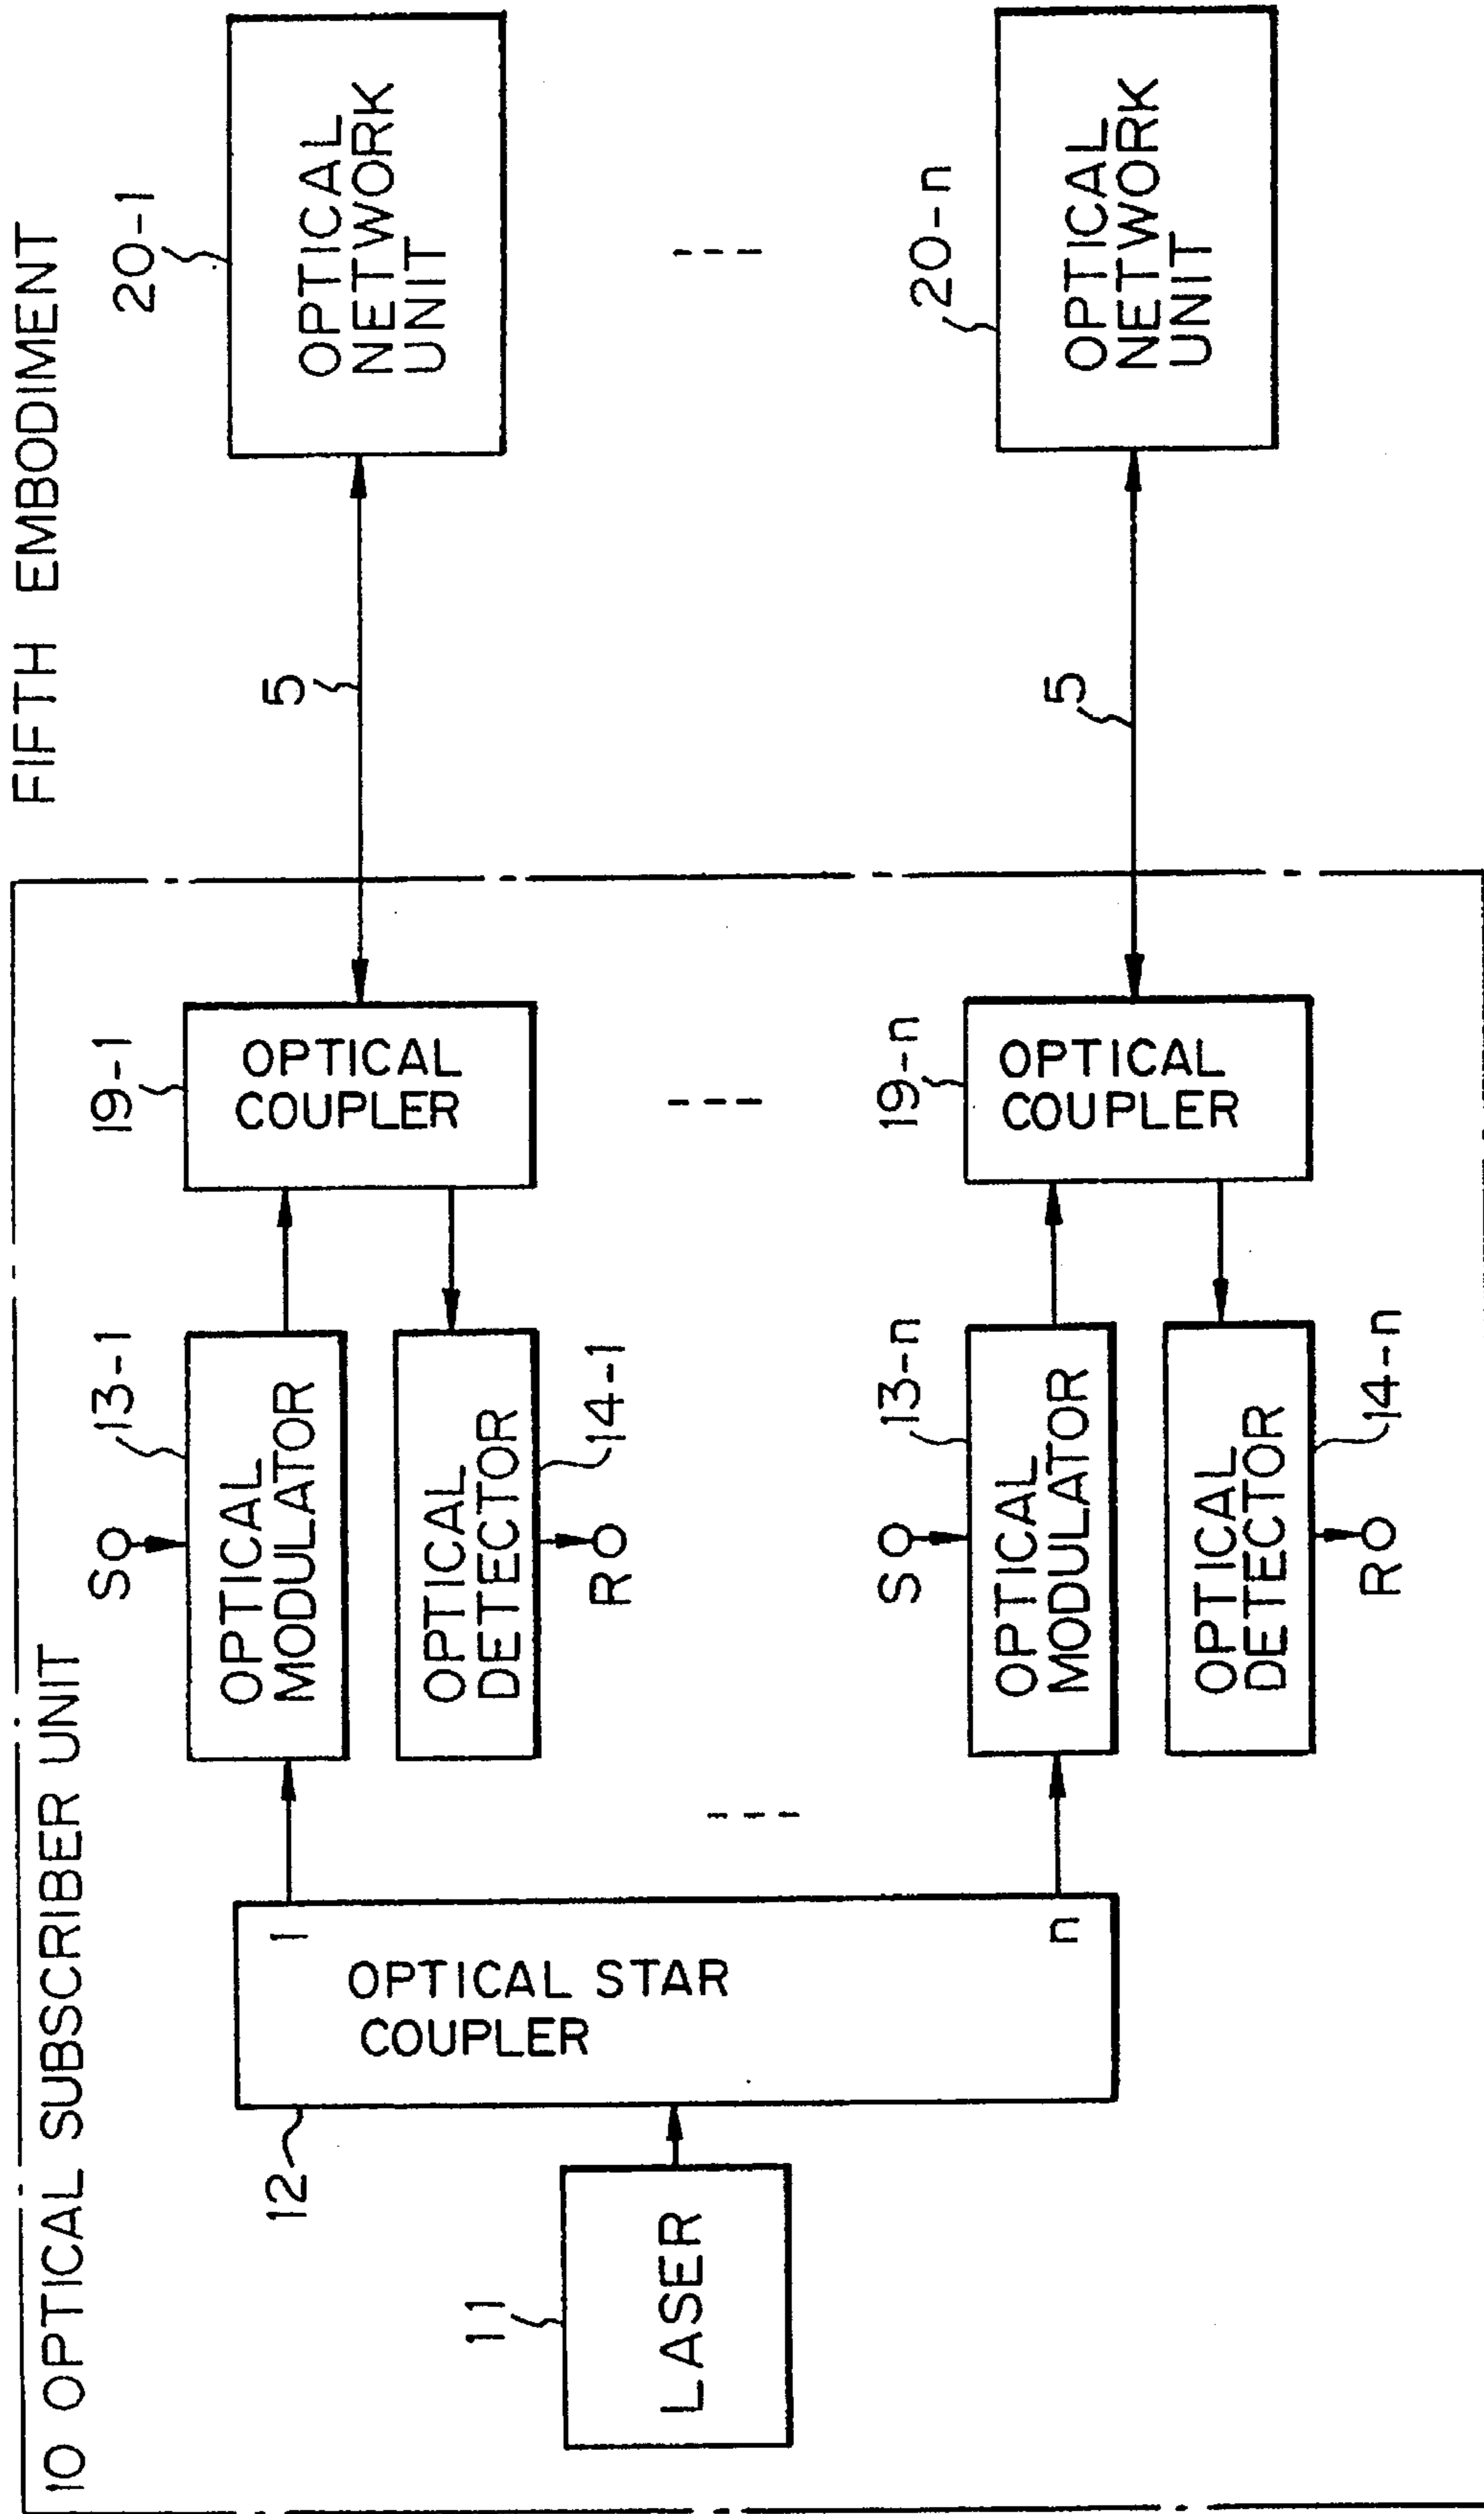 FIFTH EMBODIMENT
10 OPTICAL SUBSCRIBER UNIT
11
LASER
12
OPTICAL STAR
COUPLER
1
n
S
13-1
OPTICAL
MODULATOR
OPTICAL
DETECTOR
14-1
R
19-1
OPTICAL
COUPLER
5
20-1
OPTICAL
NETWORK
UNIT
S
13-n
OPTICAL
MODULATOR
OPTICAL
DETECTOR
14-n
R
19-n
OPTICAL
COUPLER
5
20-n
OPTICAL
NETWORK
UNIT